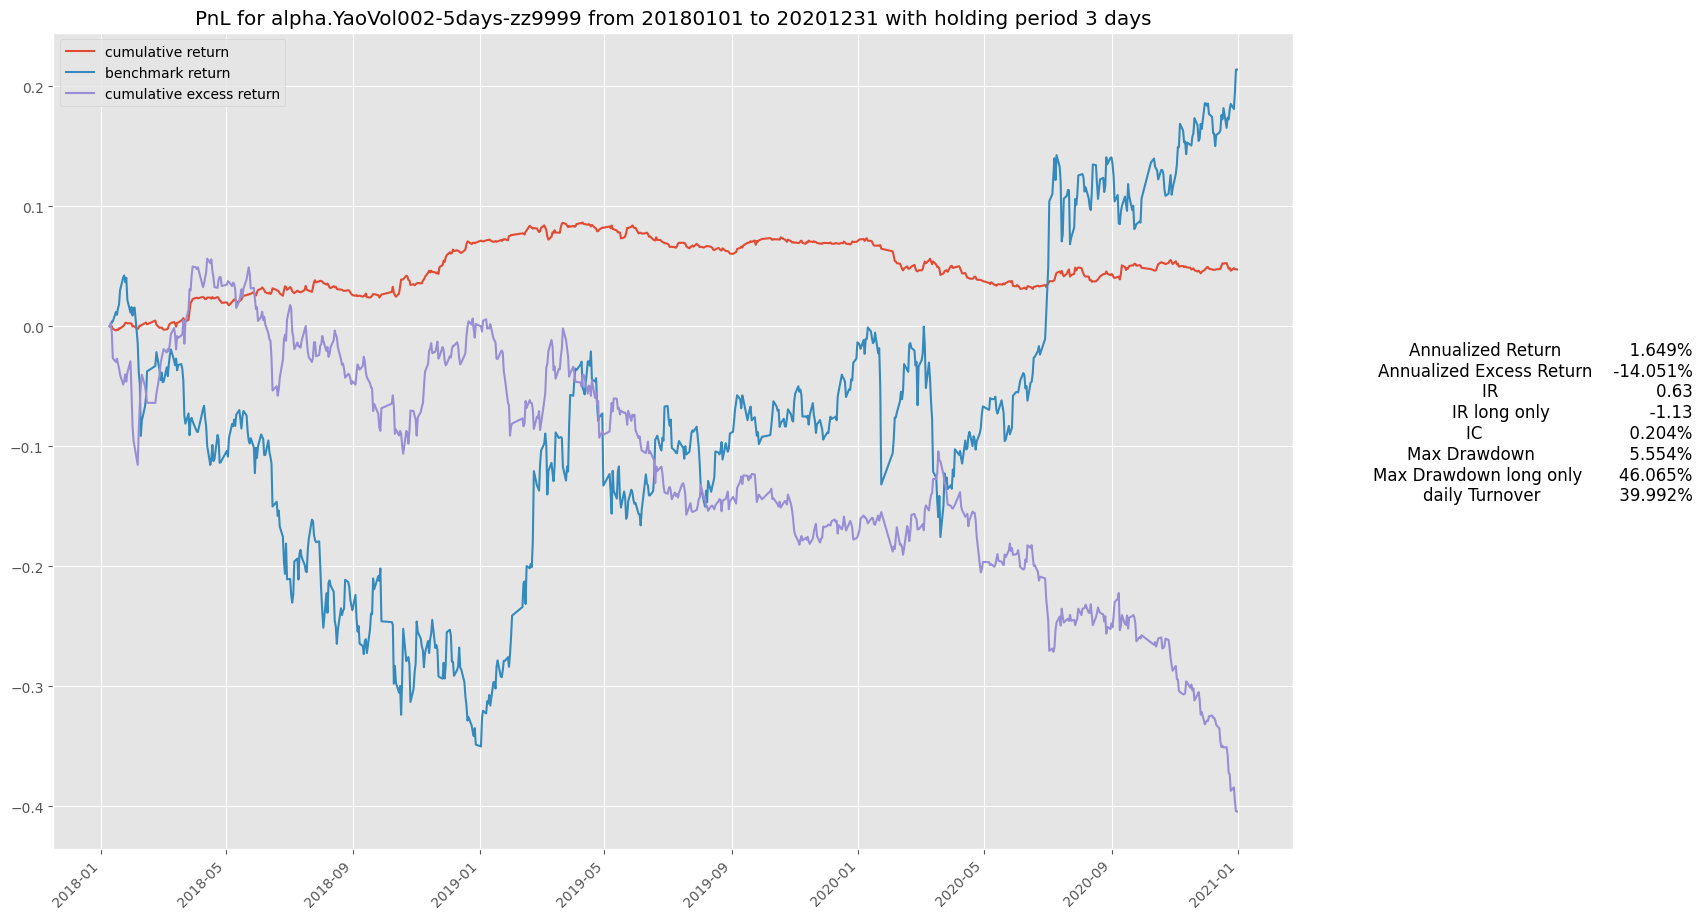 PnL for alpha.YaoVol002-5days-zz9999 from 20180101 to 20201231 with holding period 3 days
cumulative return
benchmark return
cumulative excess return
0.2
0.1
0.0
−0.1
−0.2
−0.3
−0.4
2018-01
2018-05
2018-09
2019-01
2019-05
2019-09
2020-01
2020-05
2020-09
2021-01
Annualized Return 1.649%
Annualized Excess Return -14.051%
IR 0.63
IR long only -1.13
IC 0.204%
Max Drawdown 5.554%
Max Drawdown long only 46.065%
daily Turnover 39.992%